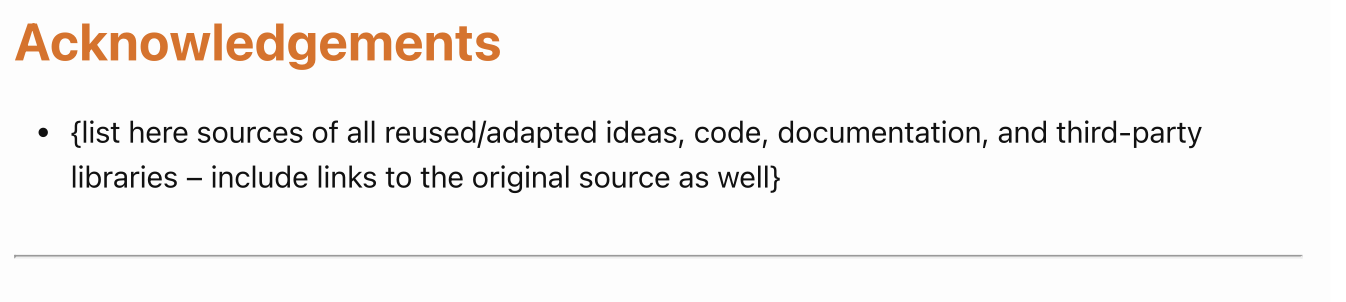 Acknowledgements
• {list here sources of all reused/adapted ideas, code, documentation, and third-party
libraries – include links to the original source as well}